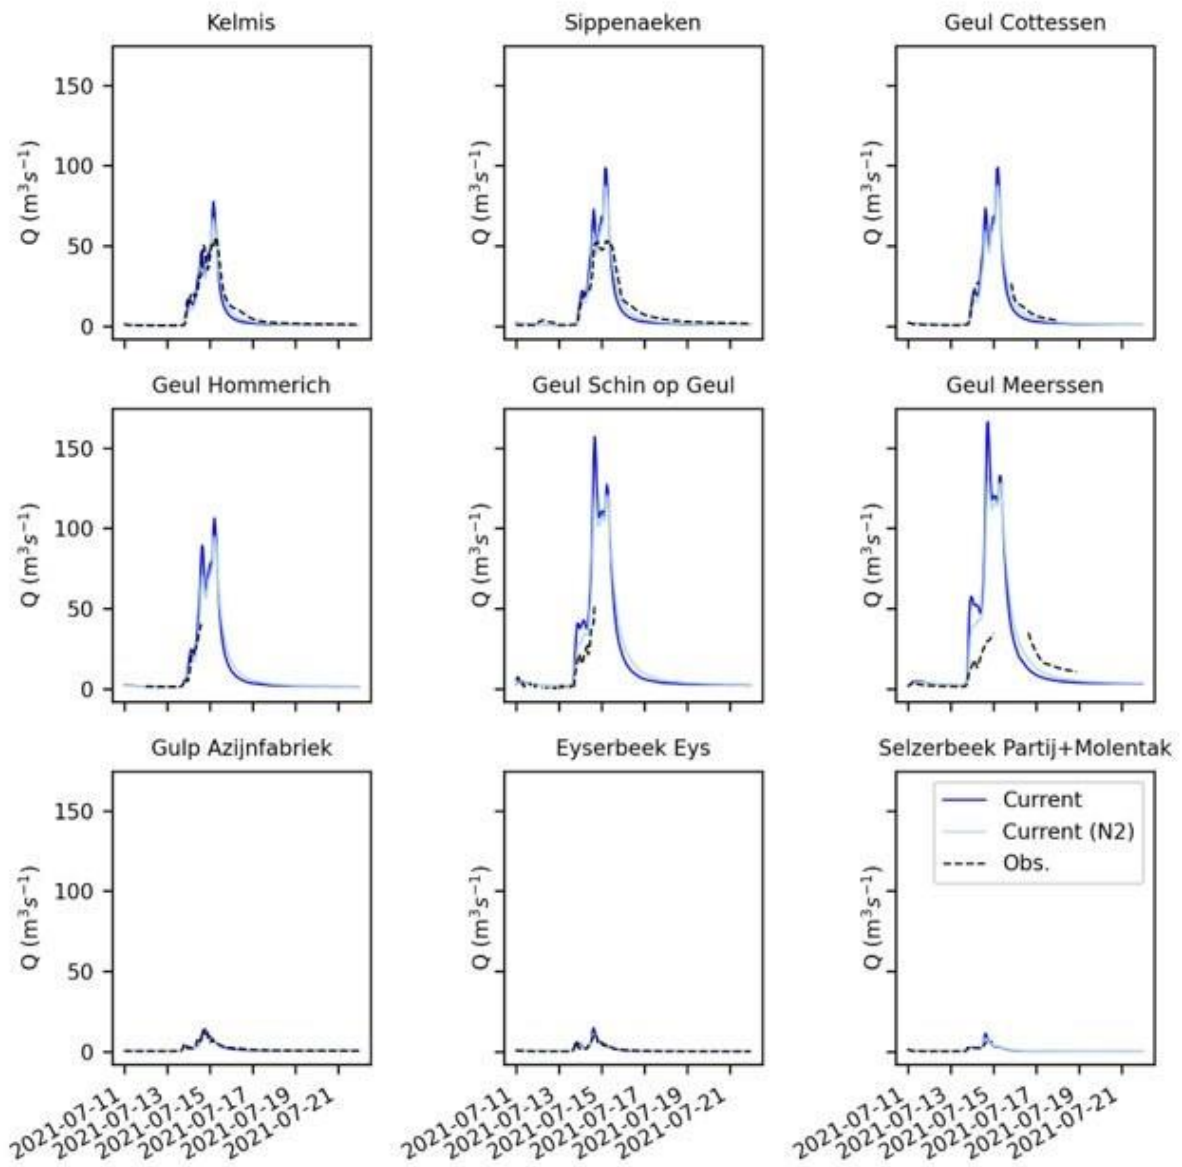 Kelmis Sippenaeken Geul Cottessen
150
100
50
0
Q (m³s⁻¹) Q (m³s⁻¹) Q (m³s⁻¹)
Geul Hommerich Geul Schin op Geul Geul Meerssen
150
100
50
0
Q (m³s⁻¹) Q (m³s⁻¹) Q (m³s⁻¹)
Gulp Azijnfabriek Eyserbeek Eys Selzerbeek Partij+Molentak
150
100
50
0
Q (m³s⁻¹) Q (m³s⁻¹) Q (m³s⁻¹)
Current
Current (N2)
Obs.
2021-07-11 2021-07-13 2021-07-15 2021-07-17 2021-07-19 2021-07-21
2021-07-11 2021-07-13 2021-07-15 2021-07-17 2021-07-19 2021-07-21
2021-07-11 2021-07-13 2021-07-15 2021-07-17 2021-07-19 2021-07-21